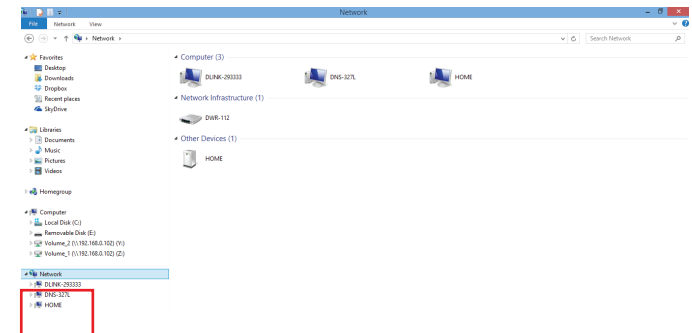 Network
File Network View
Network
Search Network
Favorites
Desktop
Downloads
Dropbox
Recent places
SkyDrive
Libraries
Documents
Music
Pictures
Videos
Homegroup
Computer
Local Disk (C:)
Removable Disk (E:)
Volume_2 (\\192.168.0.102) (Y:)
Volume_1 (\\192.168.0.102) (Z:)
Network
DLINK-293333
DNS-327L
HOME
Computer (3)
DLINK-293333 DNS-327L HOME
Network Infrastructure (1)
DWR-112
Other Devices (1)
HOME